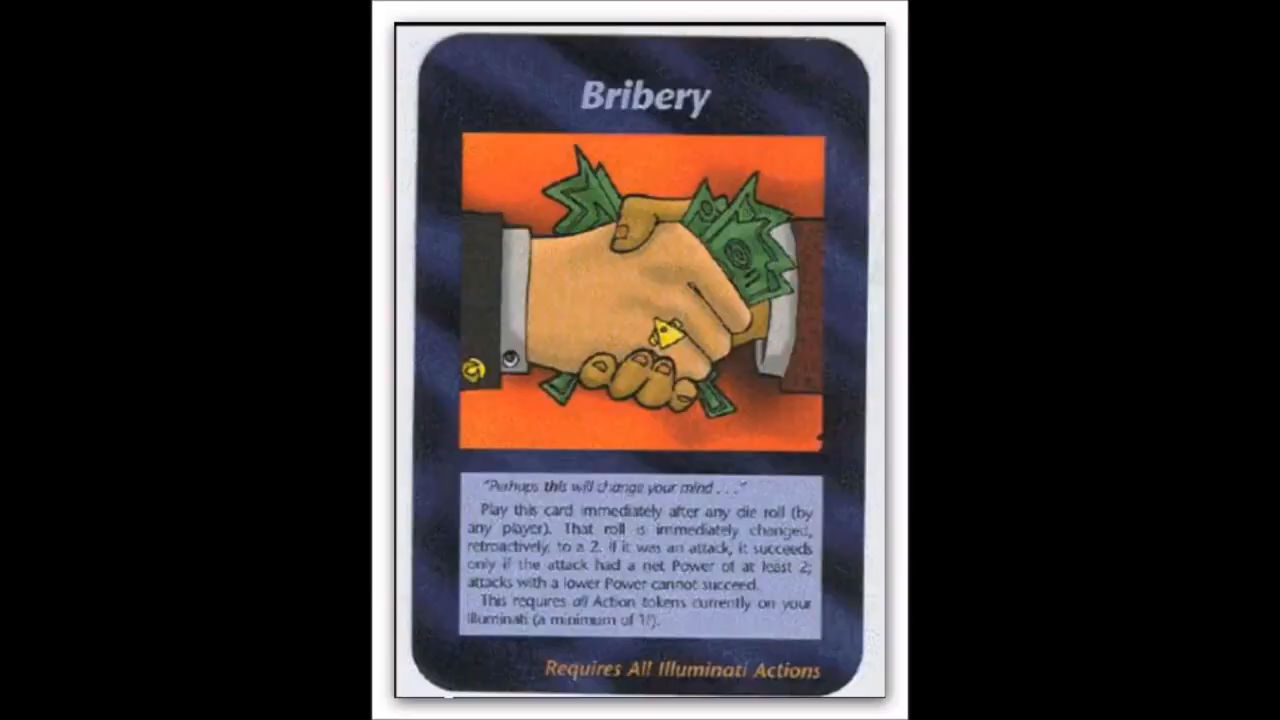 Bribery
"Perhaps this will change your mind . . ."
Play this card immediately after any die roll (by
any player). That roll is immediately changed,
retroactively, to a 2. If it was an attack, it succeeds
only if the attack had a net Power of at least 2;
attacks with a lower Power cannot succeed.
This requires all Action tokens currently on your
Illuminati (a minimum of 1!).
Requires All Illuminati Actions